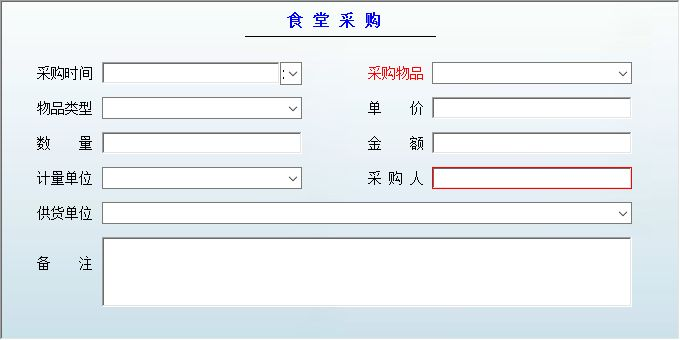 食堂采购
采购时间 采购物品
物品类型 单价
数量 金额
计量单位 采购人
供货单位
备注